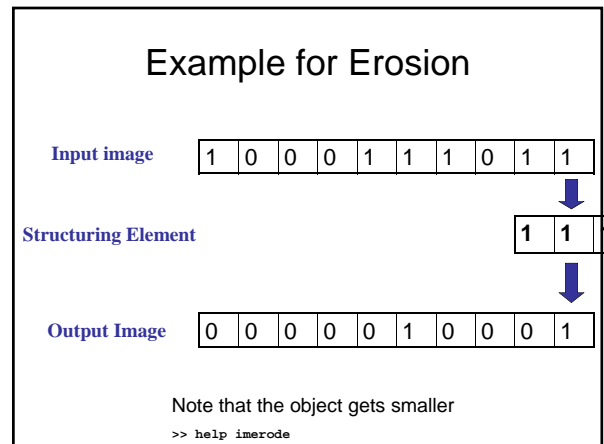 Example for Erosion
Input image 1 0 0 0 1 1 1 0 1 1
Structuring Element 1 1
Output Image 0 0 0 0 0 1 0 0 0 1
Note that the object gets smaller
>> help imerode